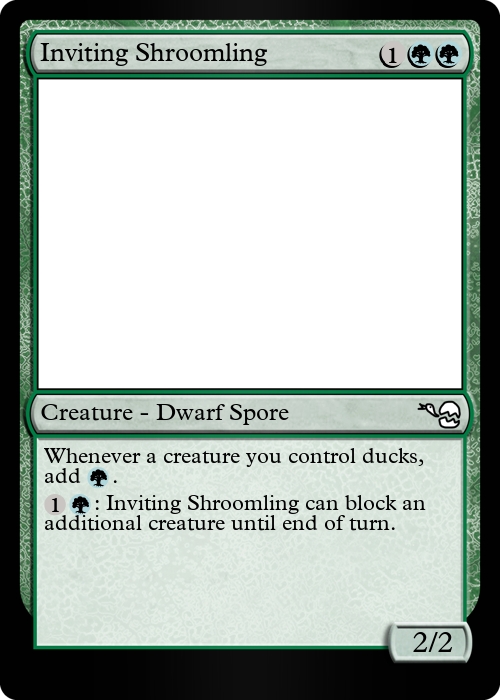 Inviting Shroomling 1
Creature - Dwarf Spore
Whenever a creature you control ducks,
add .
1 : Inviting Shroomling can block an
additional creature until end of turn.
2/2